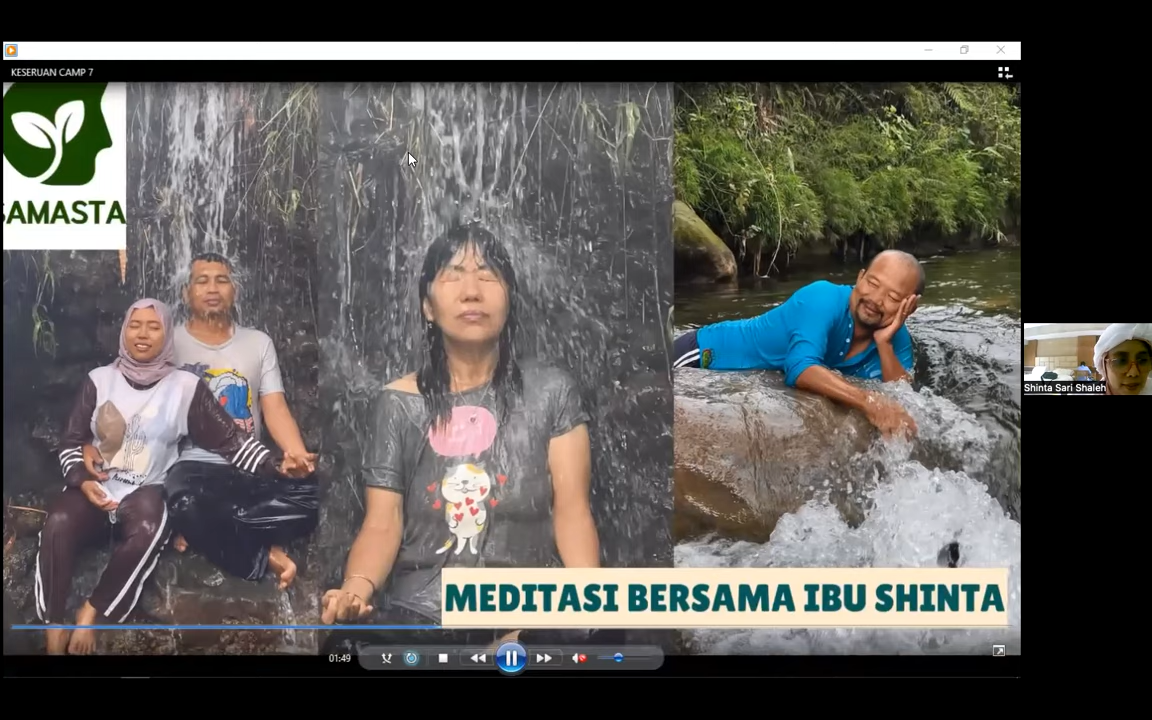 KESERUAN CAMP 7
SAMASTA
MEDITASI BERSAMA IBU SHINTA
01:49
Shinta Sari Shaleh